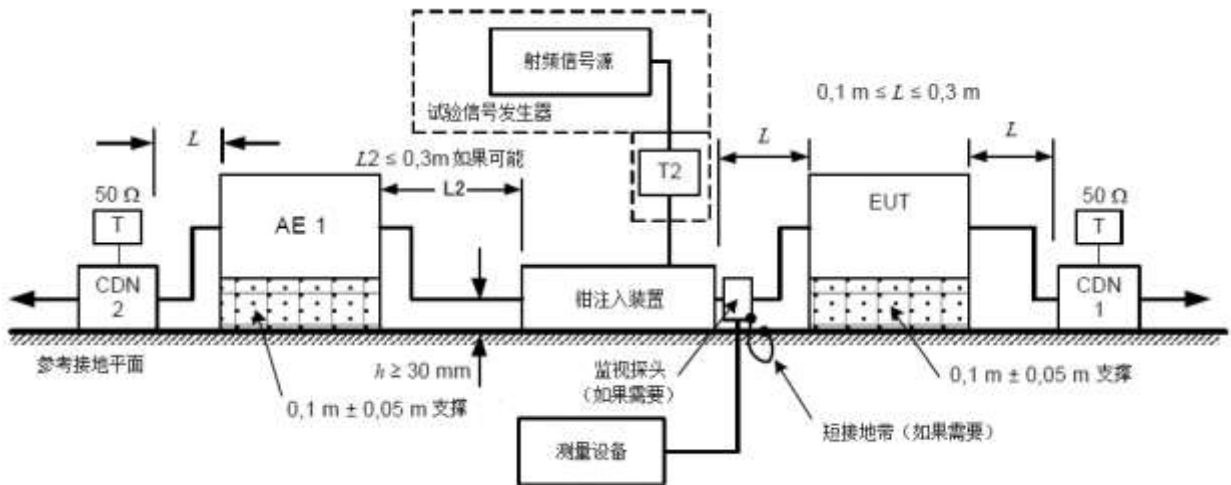 射频信号源
试验信号发生器
0,1 m ≤ L ≤ 0,3 m
L
L2 ≤ 0,3m 如果可能
L2
T2
L
L
50 Ω
T
AE 1
EUT
50 Ω
T
CDN
2
钳注入装置
CDN
1
参考接地平面
h ≥ 30 mm
监视探头
(如果需要)
0,1 m ± 0,05 m 支撑
0,1 m ± 0,05 m 支撑
短接地带(如果需要)
测量设备